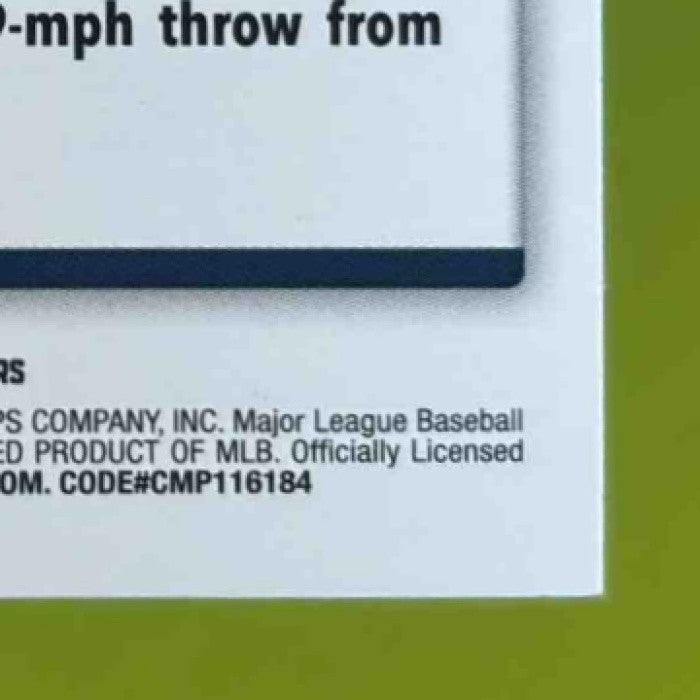 9-mph throw from
RS
PS COMPANY, INC. Major League Baseball
ED PRODUCT OF MLB. Officially Licensed
OM. CODE#CMP116184